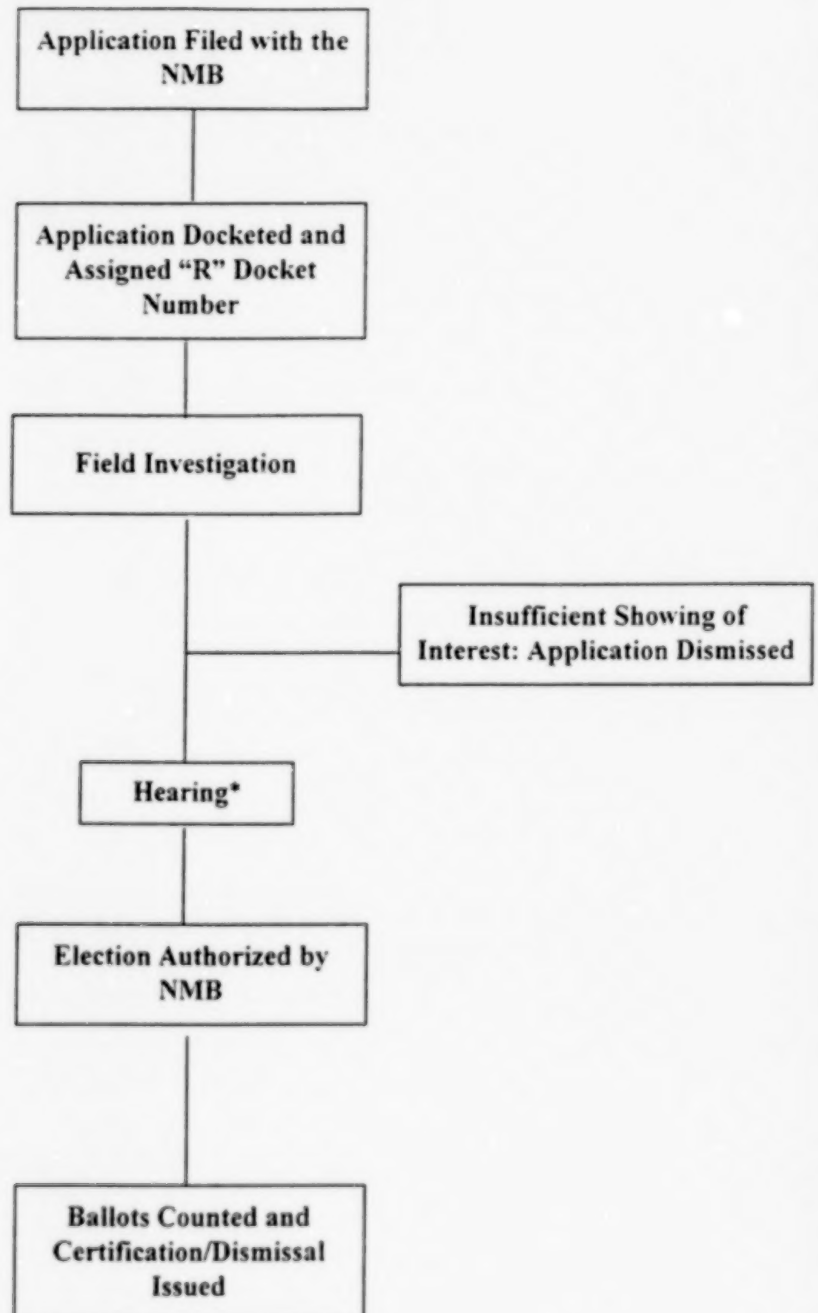 Application Filed with the
NMB
Application Docketed and
Assigned “R” Docket
Number
Field Investigation
Insufficient Showing of
Interest: Application Dismissed
Hearing*
Election Authorized by
NMB
Ballots Counted and
Certification/Dismissal
Issued